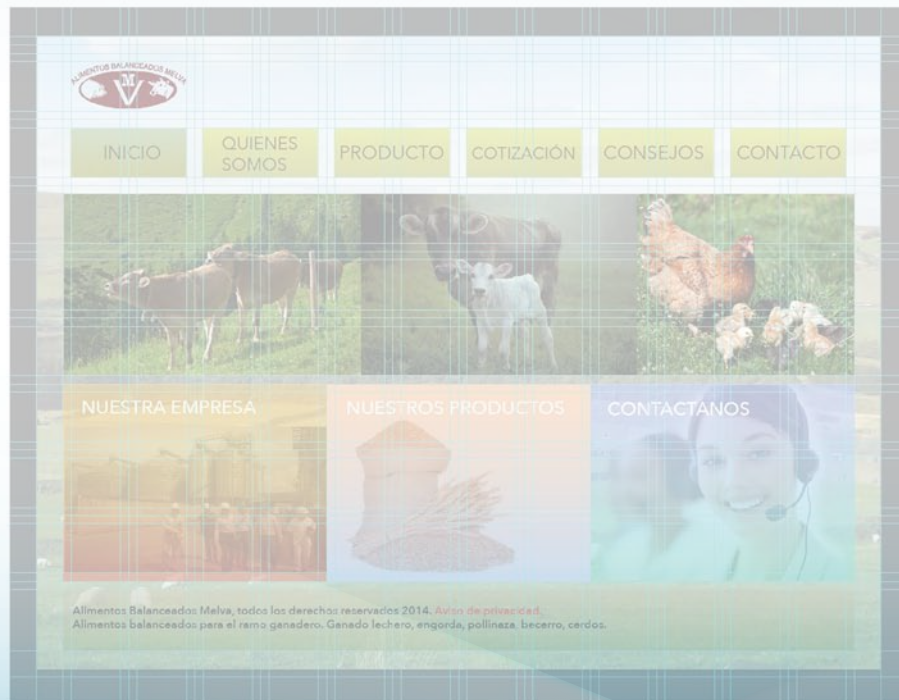 ALIMENTOS BALANCEADOS MELVA
MV
INICIO
QUIENES
SOMOS
PRODUCTO
COTIZACIÓN
CONSEJOS
CONTACTO
NUESTRA EMPRESA
NUESTROS PRODUCTOS
CONTACTANOS
Alimentos Balanceados Melva, todos los derechos reservados 2014. Aviso de privacidad.
Alimentos balanceados para el ramo ganadero. Ganado lechero, engorda, pollinaza, becerro, cerdos.